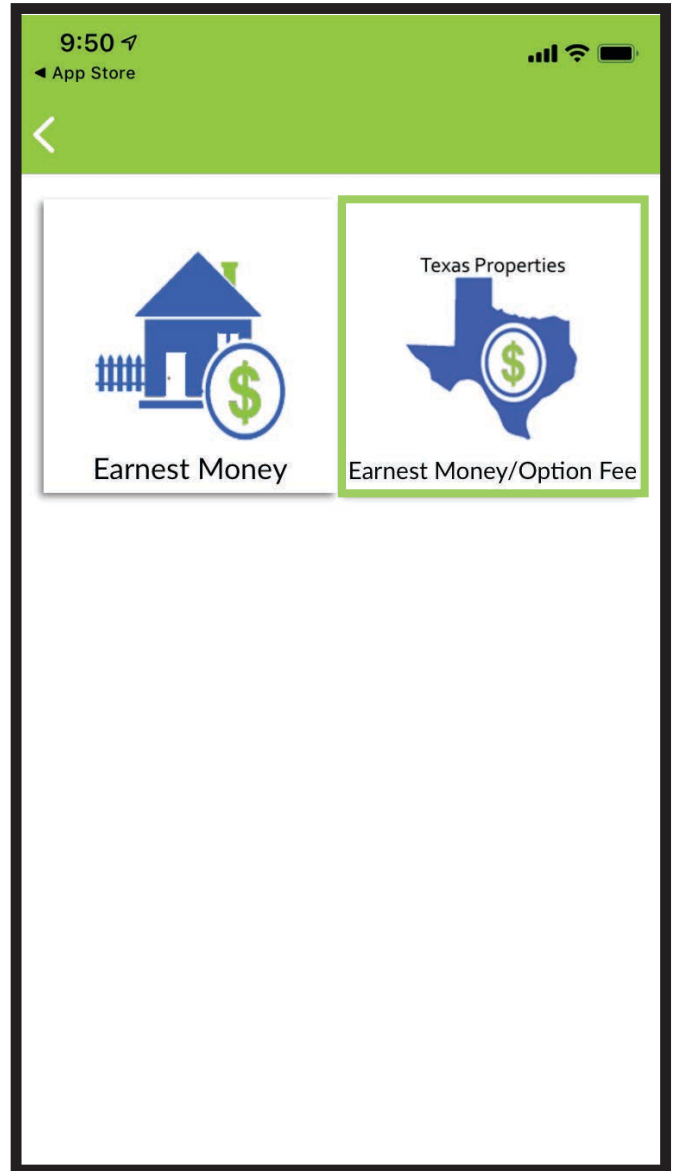 9:50
App Store
Texas Properties
$
$
Earnest Money
Earnest Money/Option Fee